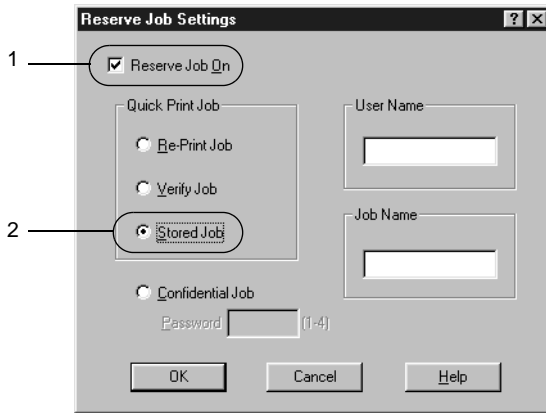 Reserve Job Settings
? ×
1
Reserve Job On
Quick Print Job
Re-Print Job
Verify Job
2
Stored Job
Confidential Job
Password (1-4)
User Name
Job Name
OK
Cancel
Help